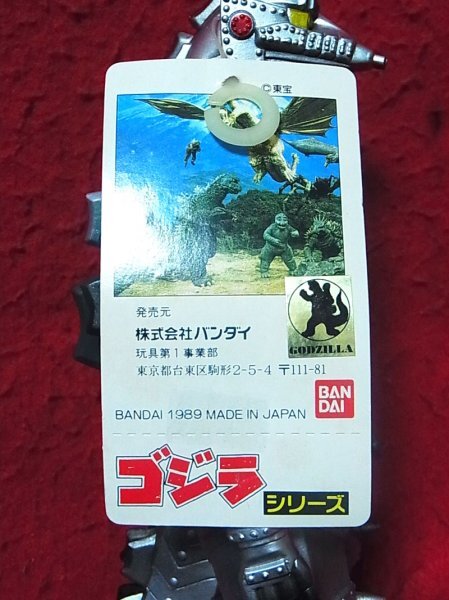 ©東宝
発売元
株式会社バンダイ
玩具第1事業部
東京都台東区駒形2-5-4 〒111-81
GODZILLA
BANDAI 1989 MADE IN JAPAN
BAN
DAI
ゴジラ
シリーズ